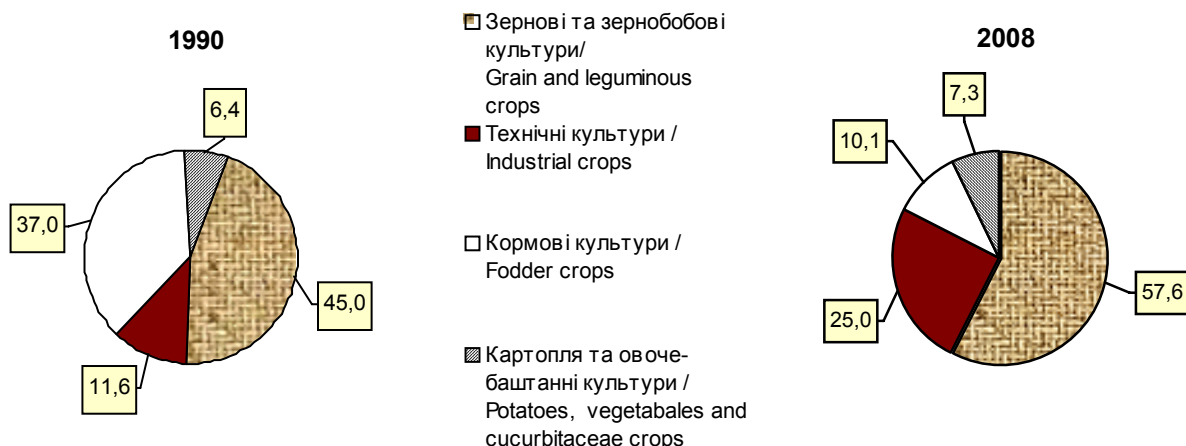 1990
6,4
37,0
45,0
11,6
Зернові та зернобобові
культури/
Grain and leguminous
crops
Технічні культури /
Industrial crops
Кормові культури /
Fodder crops
Картопля та овоче-
баштанні культури /
Potatoes, vegetabales and
cucurbitaceae crops
2008
7,3
10,1
25,0
57,6